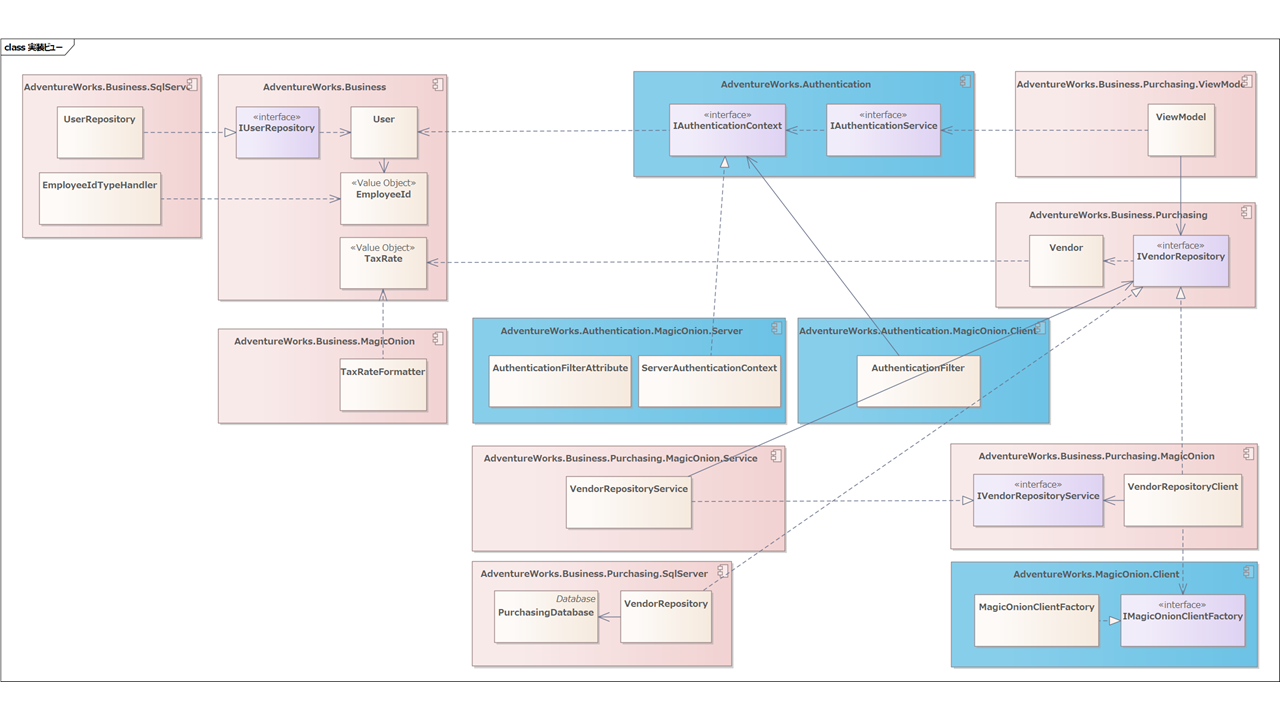 class 実装ビュー
AdventureWorks.Business.SqlServe
UserRepository
EmployeeIdTypeHandler
AdventureWorks.Business
«interface»
IUserRepository
User
«Value Object»
EmployeeId
«Value Object»
TaxRate
AdventureWorks.Business.MagicOnion
TaxRateFormatter
AdventureWorks.Authentication
«interface»
IAuthenticationContext
«interface»
IAuthenticationService
AdventureWorks.Business.Purchasing.ViewMode
ViewModel
AdventureWorks.Business.Purchasing
Vendor
«interface»
IVendorRepository
AdventureWorks.Authentication.MagicOnion.Server
AuthenticationFilterAttribute
ServerAuthenticationContext
AdventureWorks.Authentication.MagicOnion.Client
AuthenticationFilter
AdventureWorks.Business.Purchasing.MagicOnion.Service
VendorRepositoryService
AdventureWorks.Business.Purchasing.MagicOnion
«interface»
IVendorRepositoryService
VendorRepositoryClient
AdventureWorks.Business.Purchasing.SqlServer
Database
PurchasingDatabase
VendorRepository
AdventureWorks.MagicOnion.Client
MagicOnionClientFactory
«interface»
IMagicOnionClientFactory